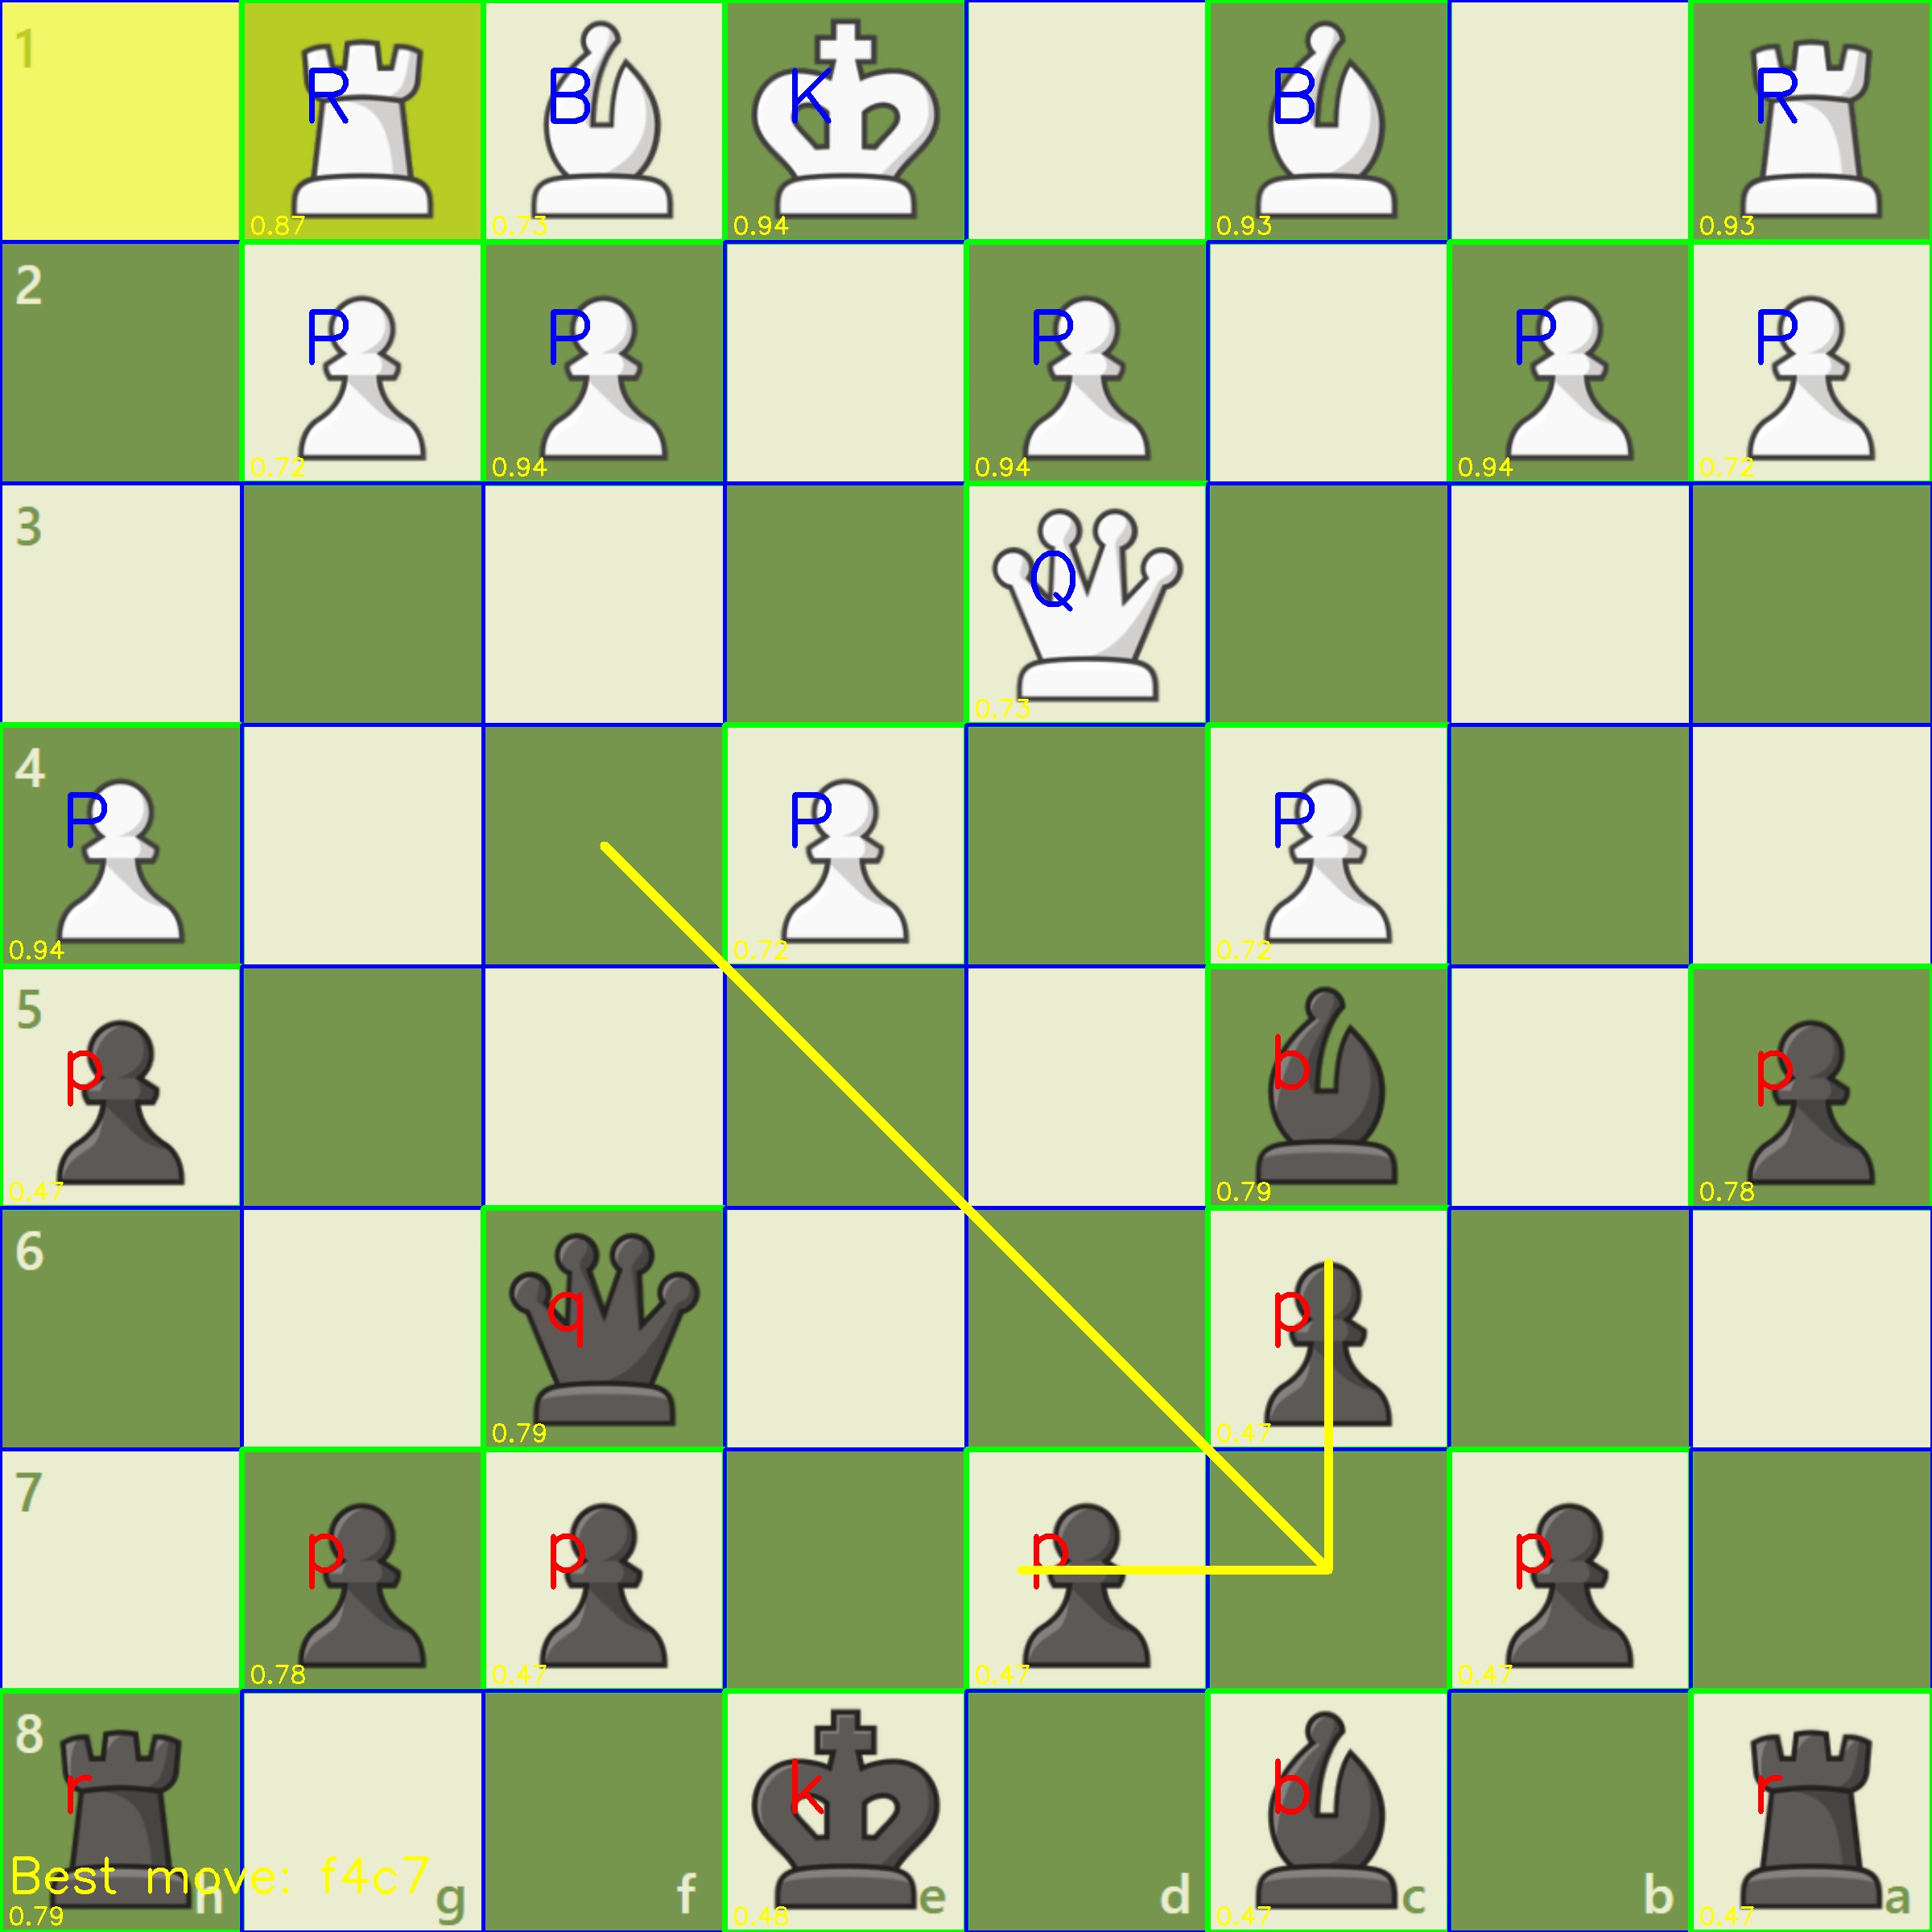 1 R B K B R
0.87 0.73 0.94 0.93 0.93
2 P P P P P
0.72 0.94 0.94 0.94 0.72
3 Q
0.73
4 P P P
0.94 0.72 0.72
5 p b p
0.47 0.79 0.78
6 q p
0.79 0.47
7 p p p p
0.78 0.47 0.47 0.47
8 r k b r
Best move: f4c7
h g f e d c b a
0.79 0.48 0.47 0.47